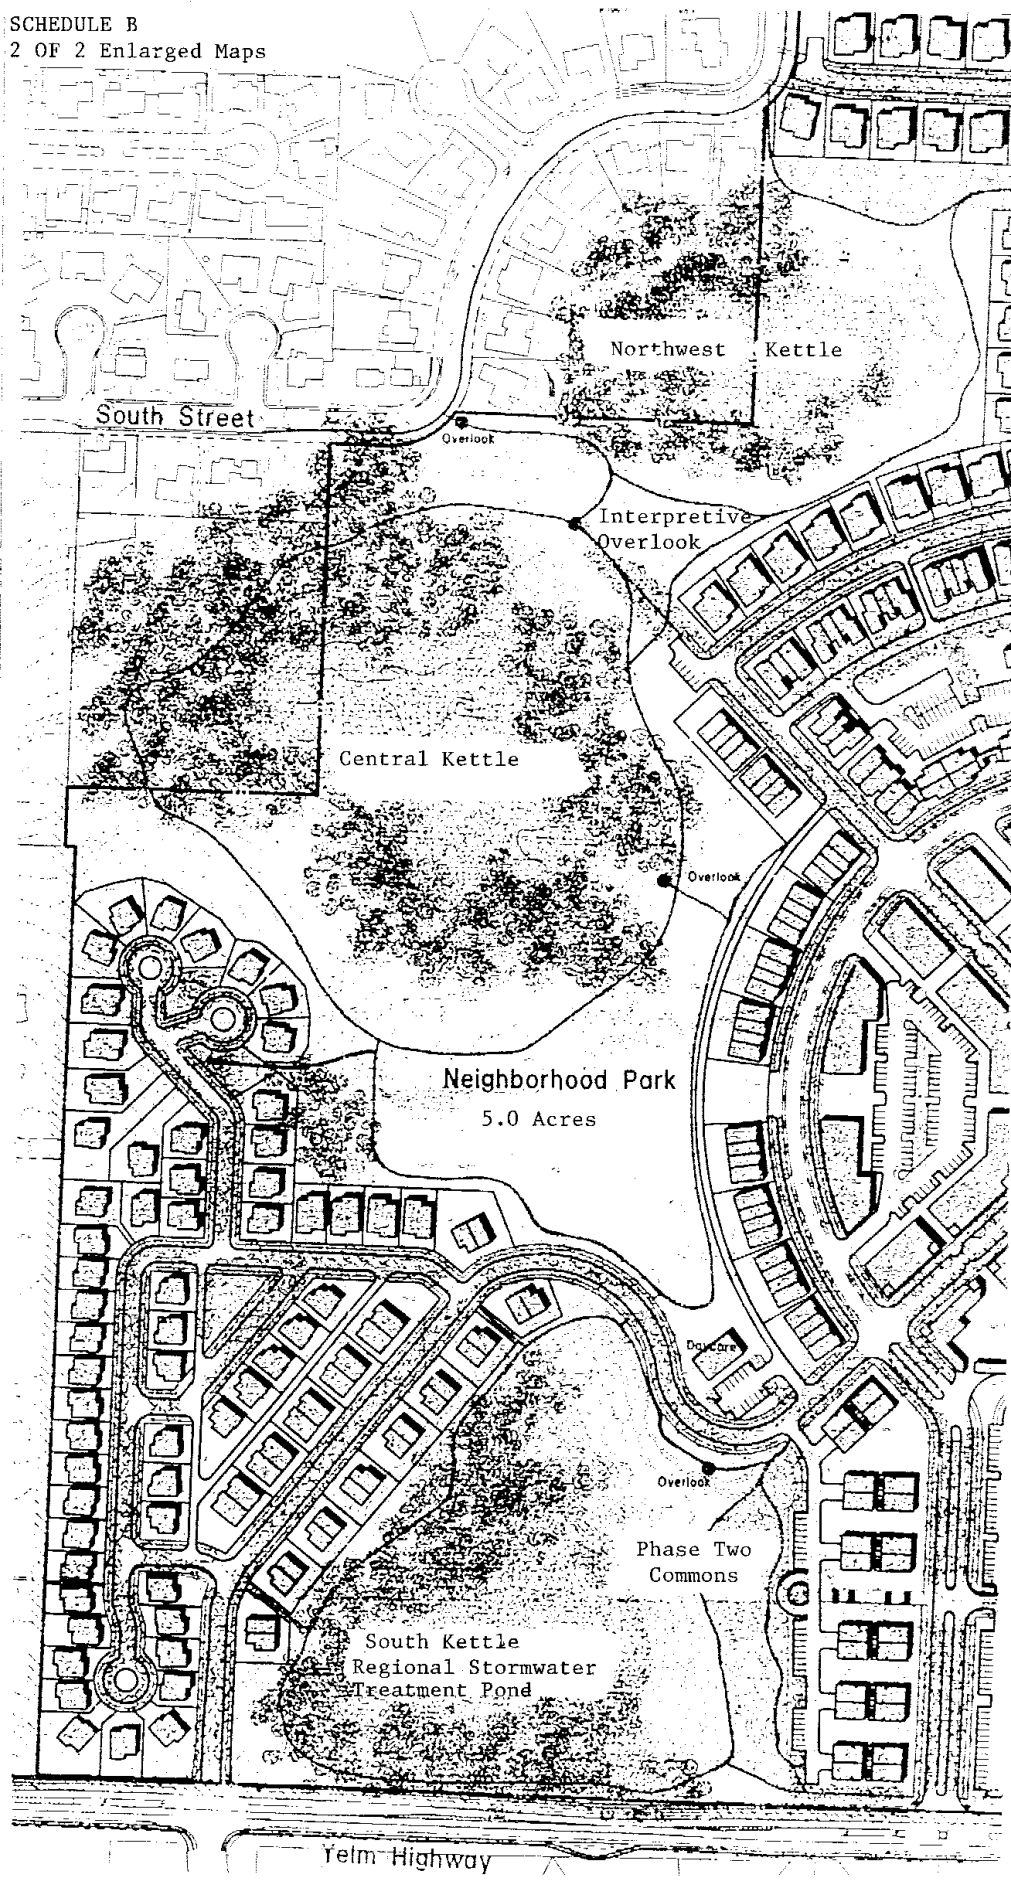 SCHEDULE B
2 OF 2 Enlarged Maps
Northwest Kettle
South Street
Overlook
Interpretive
Overlook
Central Kettle
Overlook
Neighborhood Park
5.0 Acres
Daycare
Overlook
Phase Two
Commons
South Kettle
Regional Stormwater
Treatment Pond
Yelm Highway